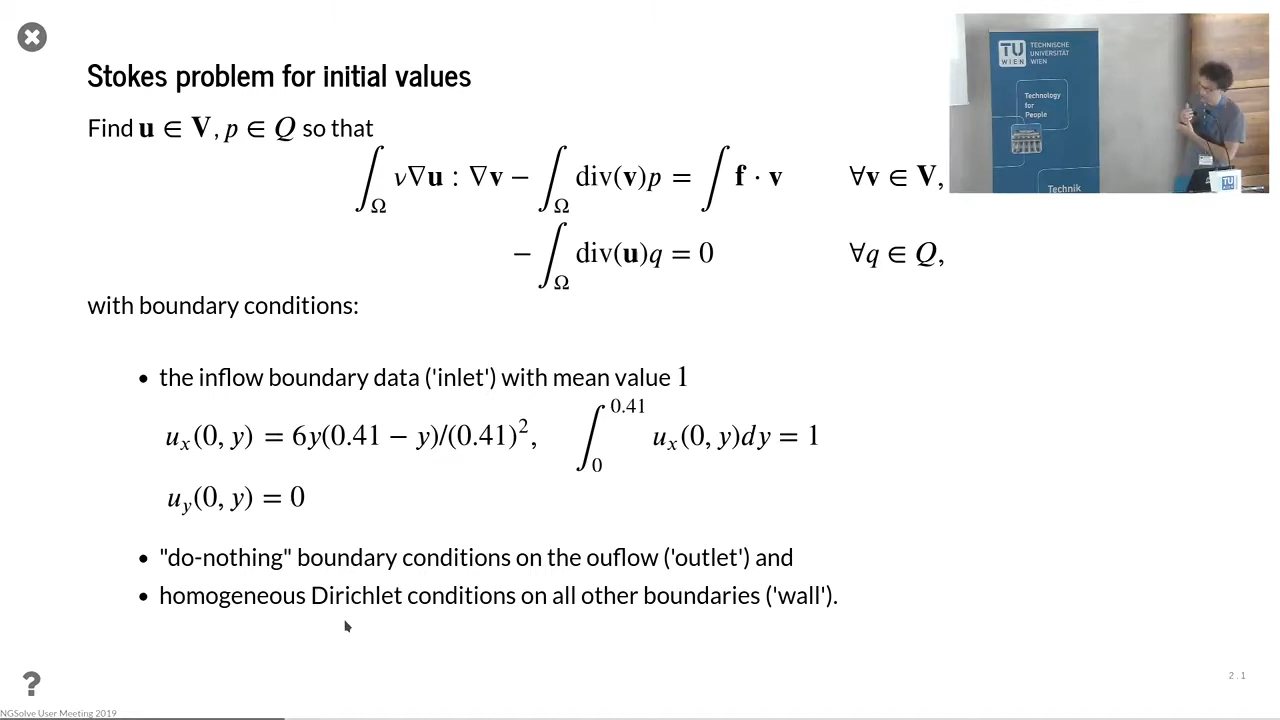 Stokes problem for initial values
Find u ∈ V, p ∈ Q so that
∫_Ω ν∇u : ∇v − ∫_Ω div(v)p = ∫ f · v ∀v ∈ V,
− ∫_Ω div(u)q = 0 ∀q ∈ Q,
with boundary conditions:
• the inflow boundary data ('inlet') with mean value 1
u_x(0, y) = 6y(0.41 − y)/(0.41)^2, ∫_0^0.41 u_x(0, y)dy = 1
u_y(0, y) = 0
• "do-nothing" boundary conditions on the ouflow ('outlet') and
• homogeneous Dirichlet conditions on all other boundaries ('wall').
TU
WIEN
TECHNISCHE
UNIVERSITÄT
WIEN
Technology
for
People
Technik
TU
?
2 . 1
NGSolve User Meeting 2019